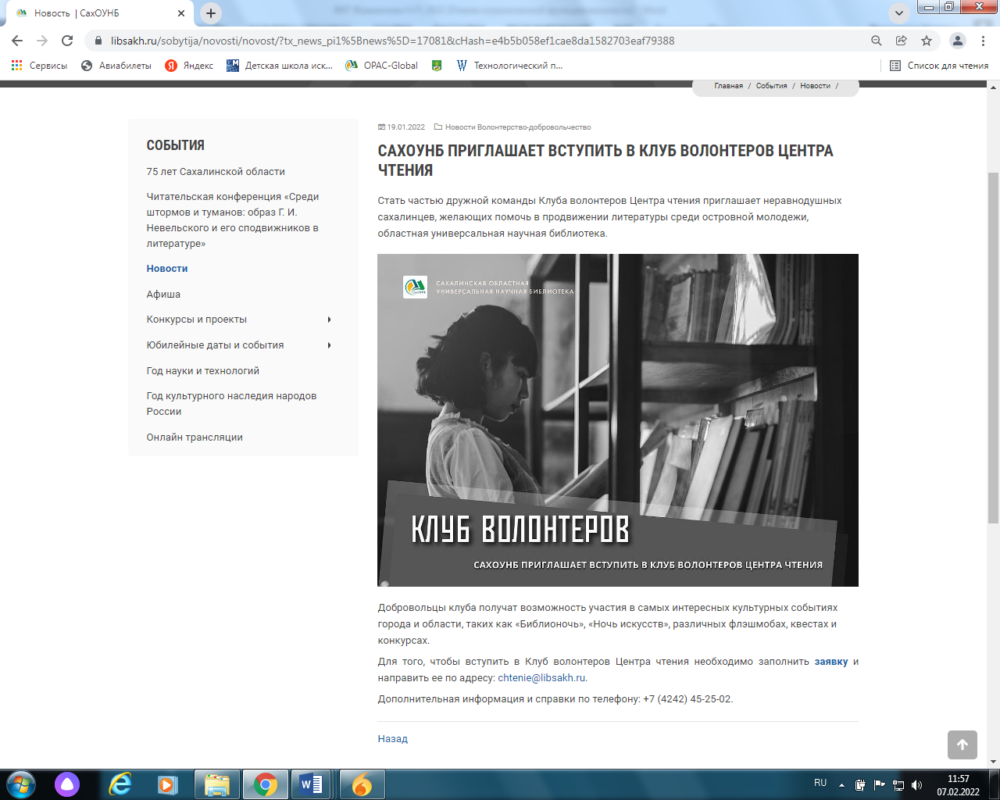 Новость | СахОУНБ
libsakh.ru/sobytija/novosti/novost/?tx_news_pi1%5Bnews%5D=17081&cHash=e4b5b058ef1cae8da1582703eaf79388
Сервисы Авиабилеты Яндекс Детская школа иск... OPAC-Global Технологический п... Список для чтения
Главная / События / Новости /
СОБЫТИЯ
75 лет Сахалинской области
Читательская конференция «Среди
штормов и туманов: образ Г. И.
Невельского и его сподвижников в
литературе»
Новости
Афиша
Конкурсы и проекты
Юбилейные даты и события
Год науки и технологий
Год культурного наследия народов
России
Онлайн трансляции
19.01.2022 Новости Волонтерство-добровольчество
САХОУНБ ПРИГЛАШАЕТ ВСТУПИТЬ В КЛУБ ВОЛОНТЕРОВ ЦЕНТРА
ЧТЕНИЯ
Стать частью дружной команды Клуба волонтеров Центра чтения приглашает неравнодушных
сахалинцев, желающих помочь в продвижении литературы среди островной молодежи,
областная универсальная научная библиотека.
САХАЛИНСКАЯ ОБЛАСТНАЯ
УНИВЕРСАЛЬНАЯ НАУЧНАЯ БИБЛИОТЕКА
КЛУБ ВОЛОНТЕРОВ
САХОУНБ ПРИГЛАШАЕТ ВСТУПИТЬ В КЛУБ ВОЛОНТЕРОВ ЦЕНТРА ЧТЕНИЯ
Добровольцы клуба получат возможность участия в самых интересных культурных событиях
города и области, таких как «Библионочь», «Ночь искусств», различных флэшмобах, квестах и
конкурсах.
Для того, чтобы вступить в Клуб волонтеров Центра чтения необходимо заполнить заявку и
направить ее по адресу: chtenie@libsakh.ru.
Дополнительная информация и справки по телефону: +7 (4242) 45-25-02.
Назад
RU
11:57
07.02.2022